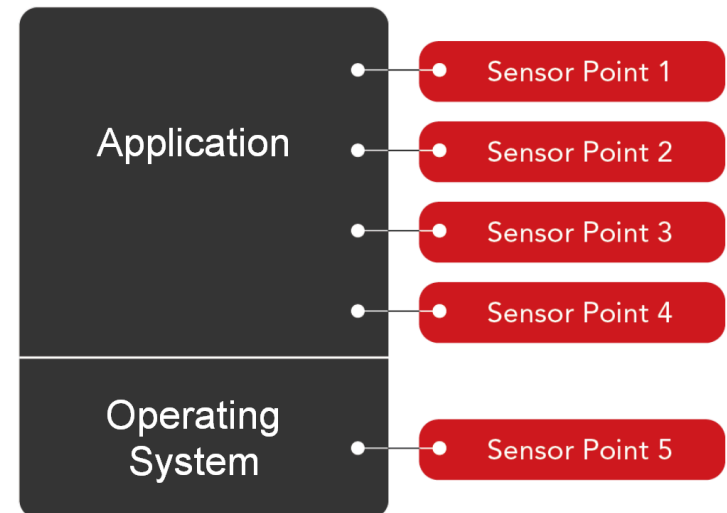 Application
Sensor Point 1
Sensor Point 2
Sensor Point 3
Sensor Point 4
Operating
System
Sensor Point 5